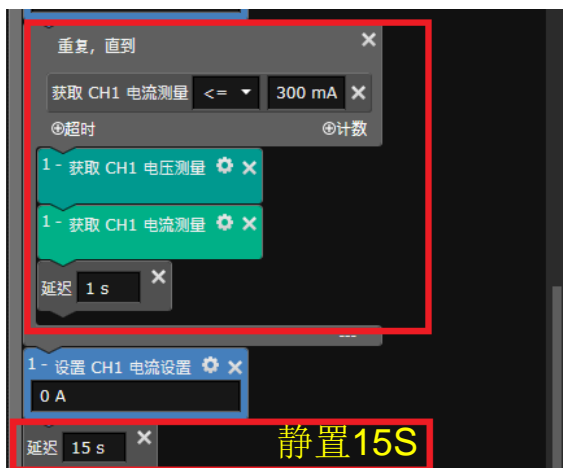 重复，直到
获取 CH1 电流测量 <= 300 mA
⊕超时 ⊕计数
1 - 获取 CH1 电压测量
1 - 获取 CH1 电流测量
延迟 1 s
1 - 设置 CH1 电流设置
0 A
延迟 15 s 静置15S